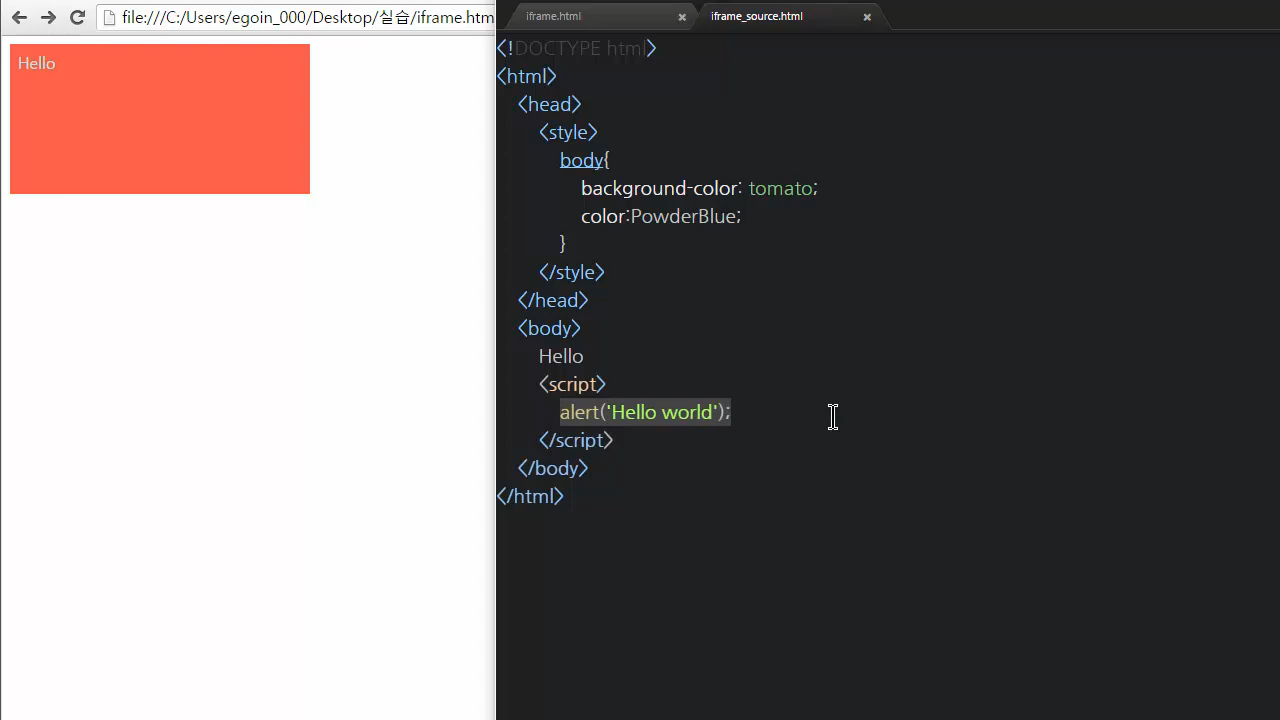 file:///C:/Users/egoin_000/Desktop/실습/iframe.htm
Hello
iframe.html
iframe_source.html
<!DOCTYPE html>
<html>
<head>
<style>
body{
background-color: tomato;
color:PowderBlue;
}
</style>
</head>
<body>
Hello
<script>
alert('Hello world');
</script>
</body>
</html>